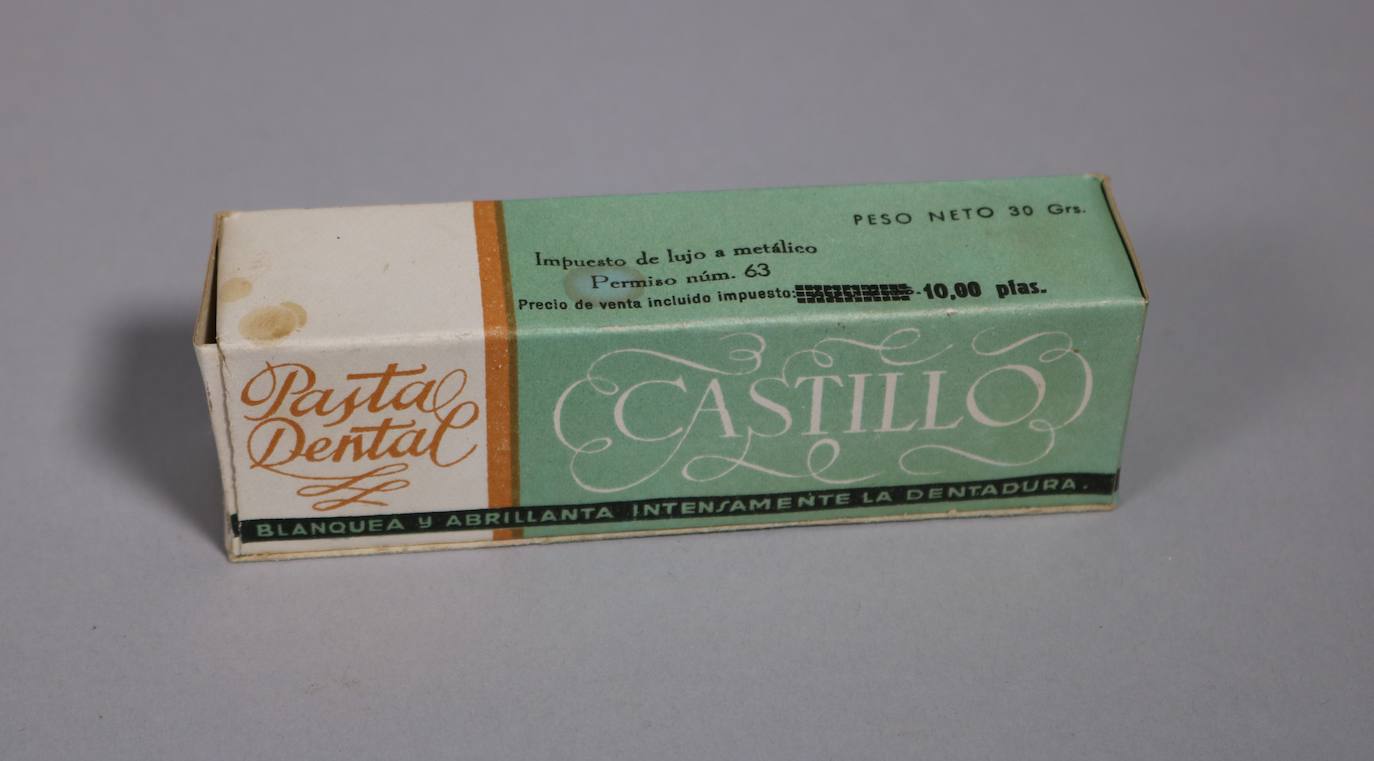 PESO NETO 30 Grs.
Impuesto de lujo a metálico
Permiso núm. 63
Precio de venta incluido impuesto: -10,00 ptas.
Pasta
Dental
CASTILLO
BLANQUEA y ABRILLANTA INTENSAMENTE LA DENTADURA.